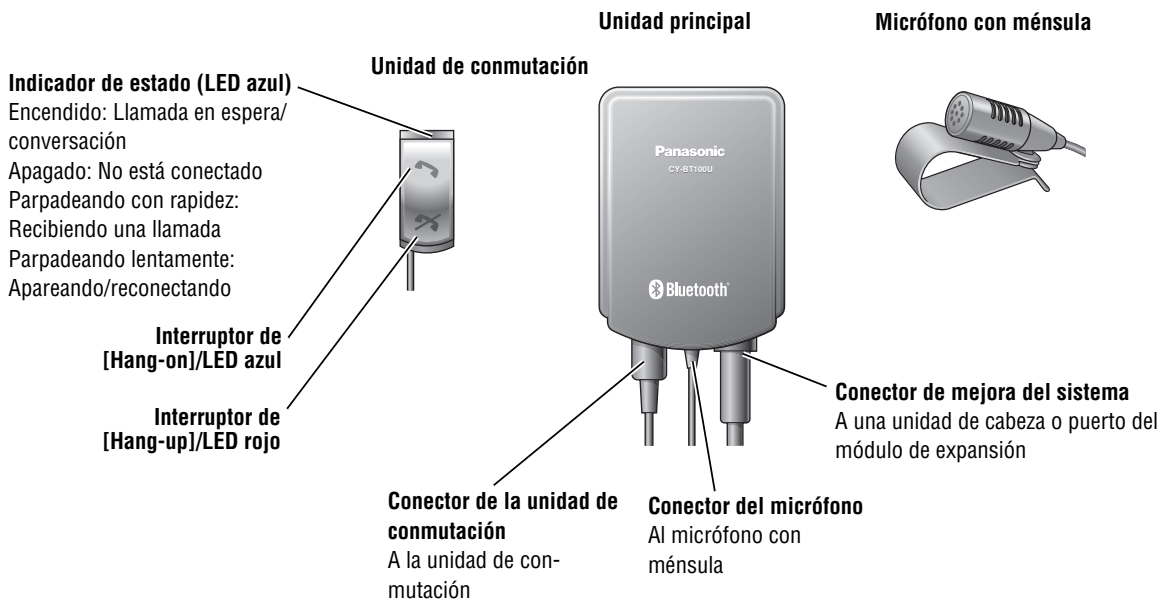 Unidad principal
Micrófono con ménsula
Unidad de conmutación
Indicador de estado (LED azul)
Encendido: Llamada en espera/
conversación
Apagado: No está conectado
Parpadeando con rapidez:
Recibiendo una llamada
Parpadeando lentamente:
Apareando/reconectando
Interruptor de
[Hang-on]/LED azul
Interruptor de
[Hang-up]/LED rojo
Panasonic
CY-BT100U
Bluetooth®
Conector de la unidad de
conmutación
A la unidad de con-
mutación
Conector del micrófono
Al micrófono con
ménsula
Conector de mejora del sistema
A una unidad de cabeza o puerto del
módulo de expansión